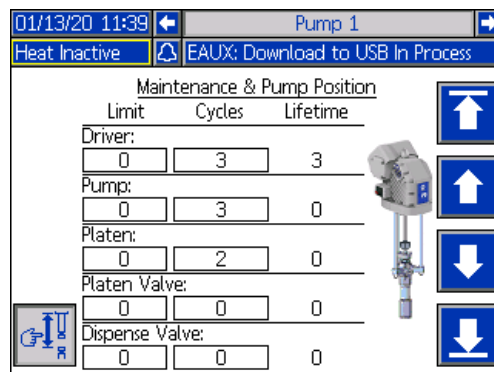 01/13/20 11:39 Pump 1
Heat Inactive EAUX: Download to USB In Process
Maintenance & Pump Position
Limit Cycles Lifetime
Driver:
0 3 3
Pump:
0 3 0
Platen:
0 2 0
Platen Valve:
0 0 0
Dispense Valve:
0 0 0